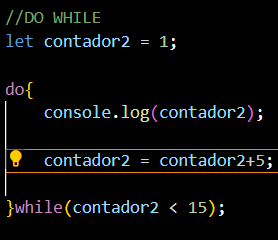 //DO WHILE
let contador2 = 1;
do{
console.log(contador2);
contador2 = contador2+5;
}while(contador2 < 15);